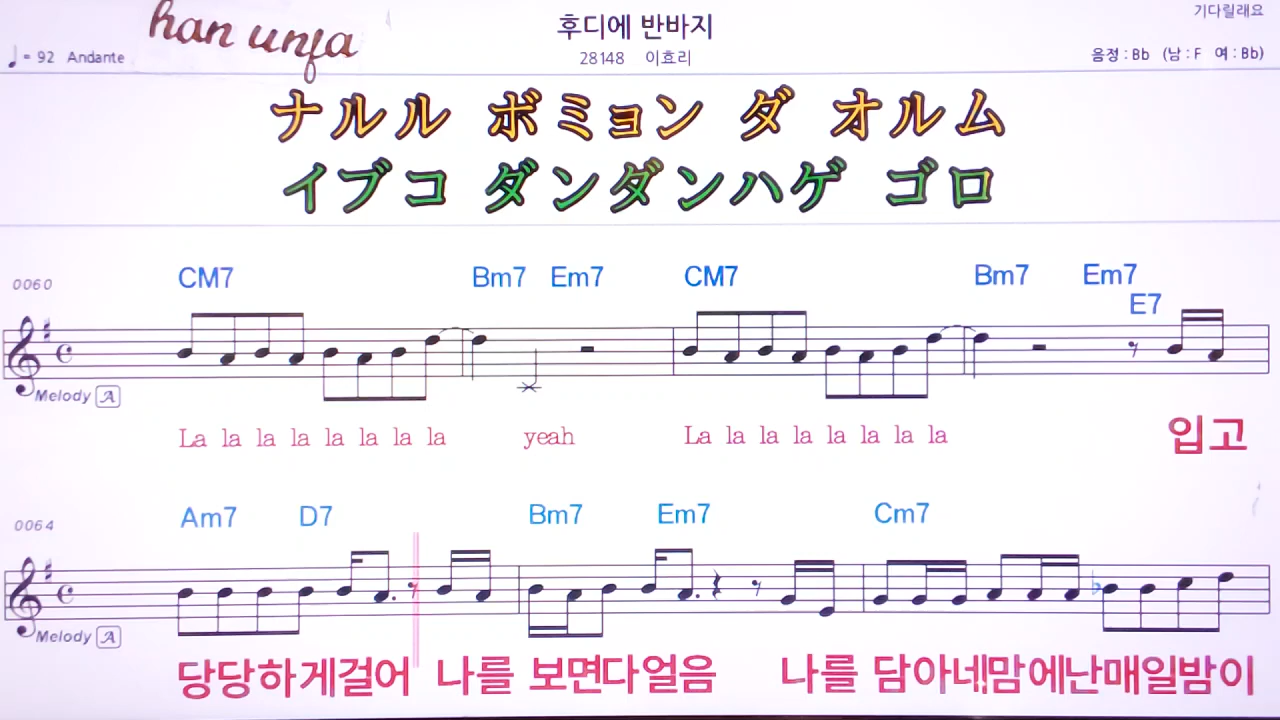 han unja
후디에 반바지
기다릴래요
♩= 92 Andante
28148 이효리
음정 : Bb (남 : F 여 : Bb)
ナルル ボミョン ダ オルム
イブコ ダンダンハゲ ゴロ
0060 CM7 Bm7 Em7 CM7 Bm7 Em7
E7
Melody A
La la la la la la la la yeah La la la la la la la la 입고
0064 Am7 D7 Bm7 Em7 Cm7
Melody A
당당하게걸어 나를 보면다얼음 나를 담아네맘에난매일밤이